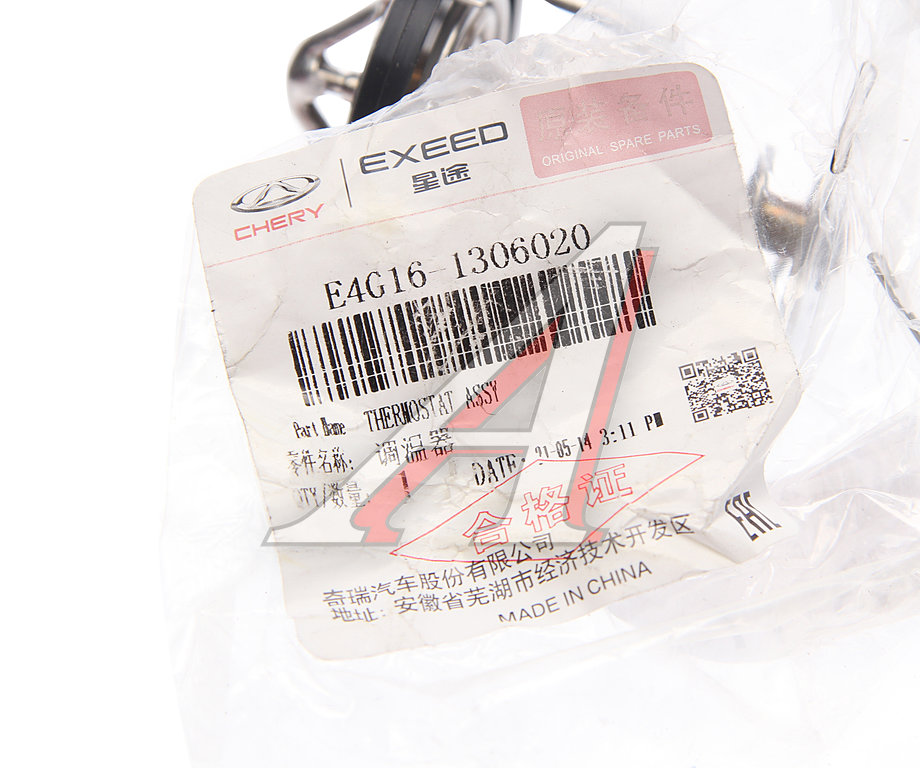 CHERY
EXEED
星途
原装备件
ORIGINAL SPARE PARTS
E4G16-1306020
Part Name THERMOSTAT ASSY
零件名称: 调温器
QTY/数量: 1 DATE: 21-05-14 3:11 PM
合格证
EAC
奇瑞汽车股份有限公司
地址: 安徽省芜湖市经济技术开发区
MADE IN CHINA